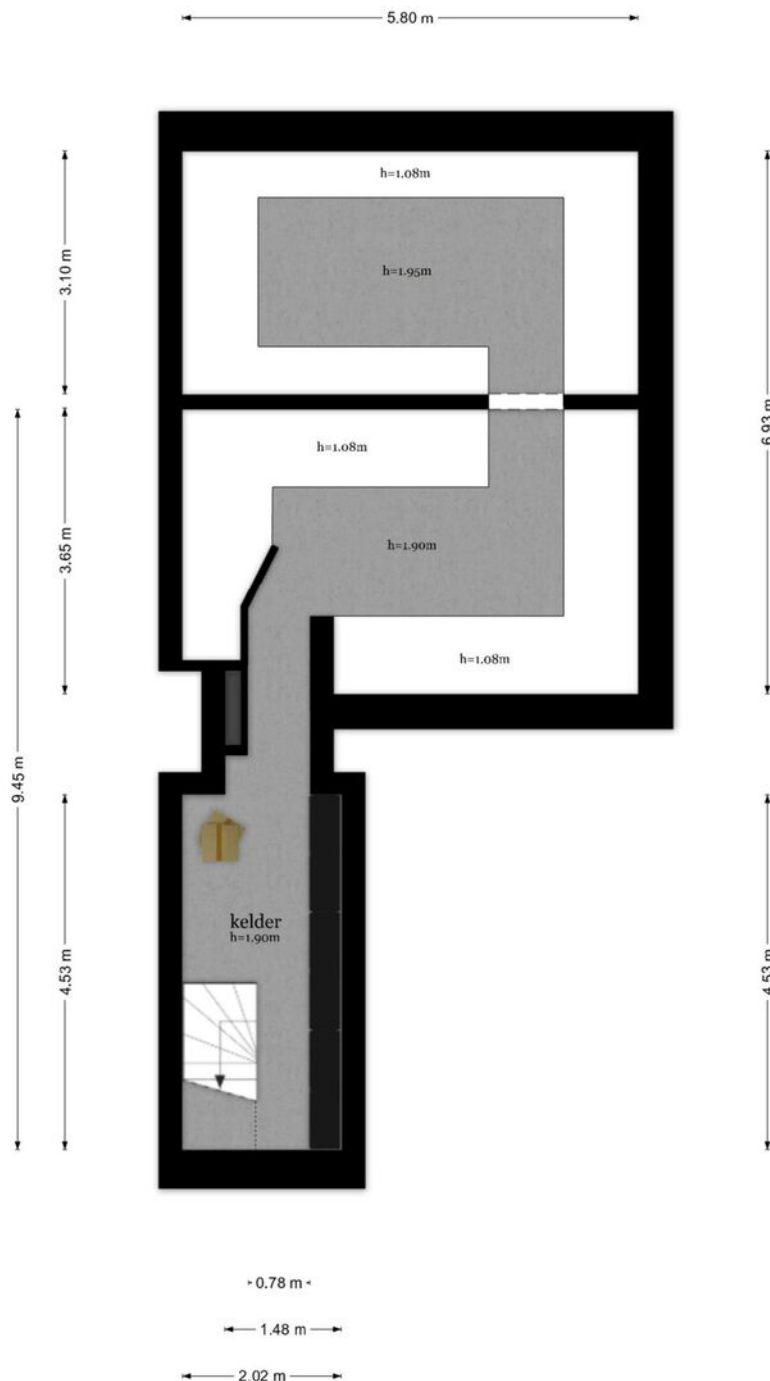 5.80 m
h=1.08m
3.10 m
h=1.95m
6.93 m
h=1.08m
3.65 m
h=1.90m
h=1.08m
9.45 m
kelder
h=1.90m
4.53 m
4.53 m
0.78 m
1.48 m
2.02 m